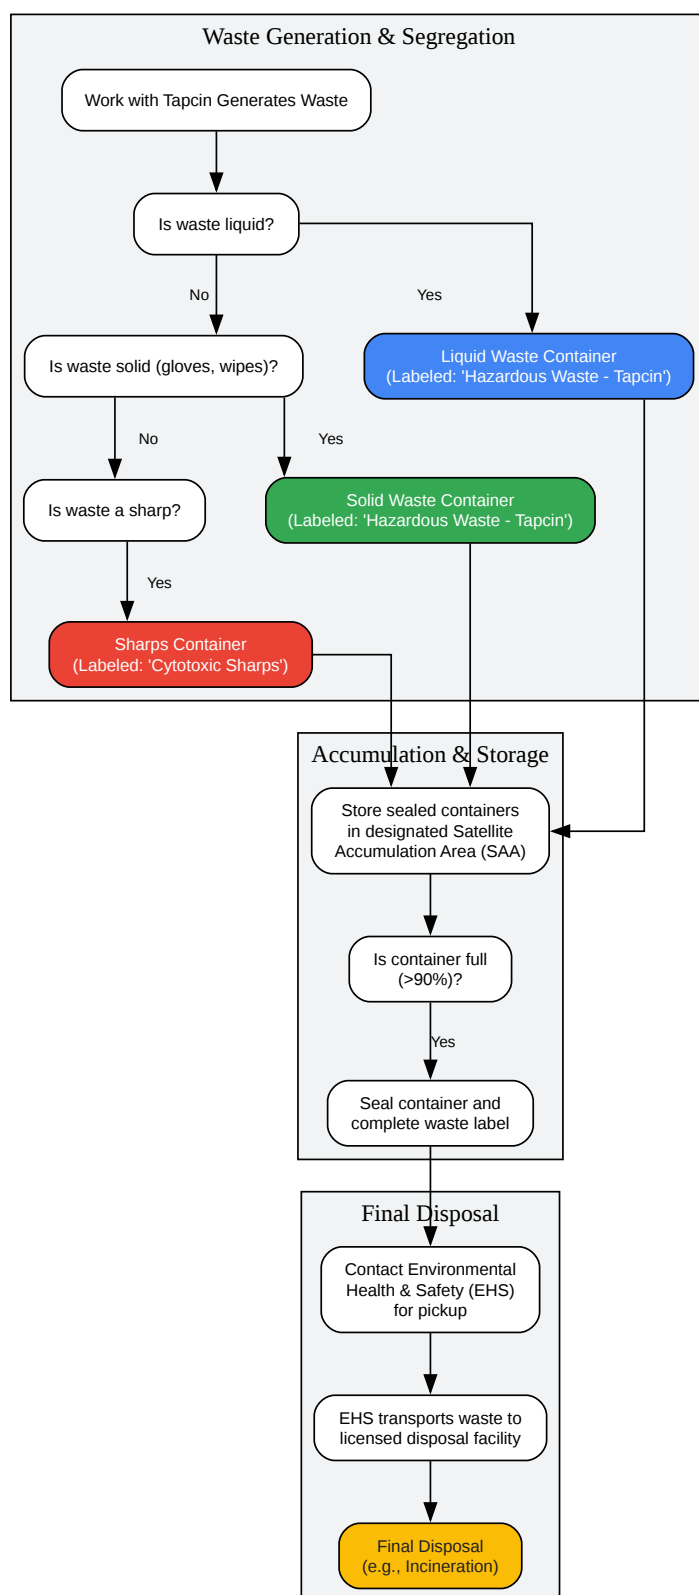 Waste Generation & Segregation
Work with Tapcin Generates Waste
Is waste liquid?
No
Yes
Is waste solid (gloves, wipes)?
Liquid Waste Container
(Labeled: 'Hazardous Waste - Tapcin')
No
Yes
Is waste a sharp?
Solid Waste Container
(Labeled: 'Hazardous Waste - Tapcin')
Yes
Sharps Container
(Labeled: 'Cytotoxic Sharps')
Accumulation & Storage
Store sealed containers
in designated Satellite
Accumulation Area (SAA)
Is container full
(>90%)?
Yes
Seal container and
complete waste label
Final Disposal
Contact Environmental
Health & Safety (EHS)
for pickup
EHS transports waste to
licensed disposal facility
Final Disposal
(e.g., Incineration)